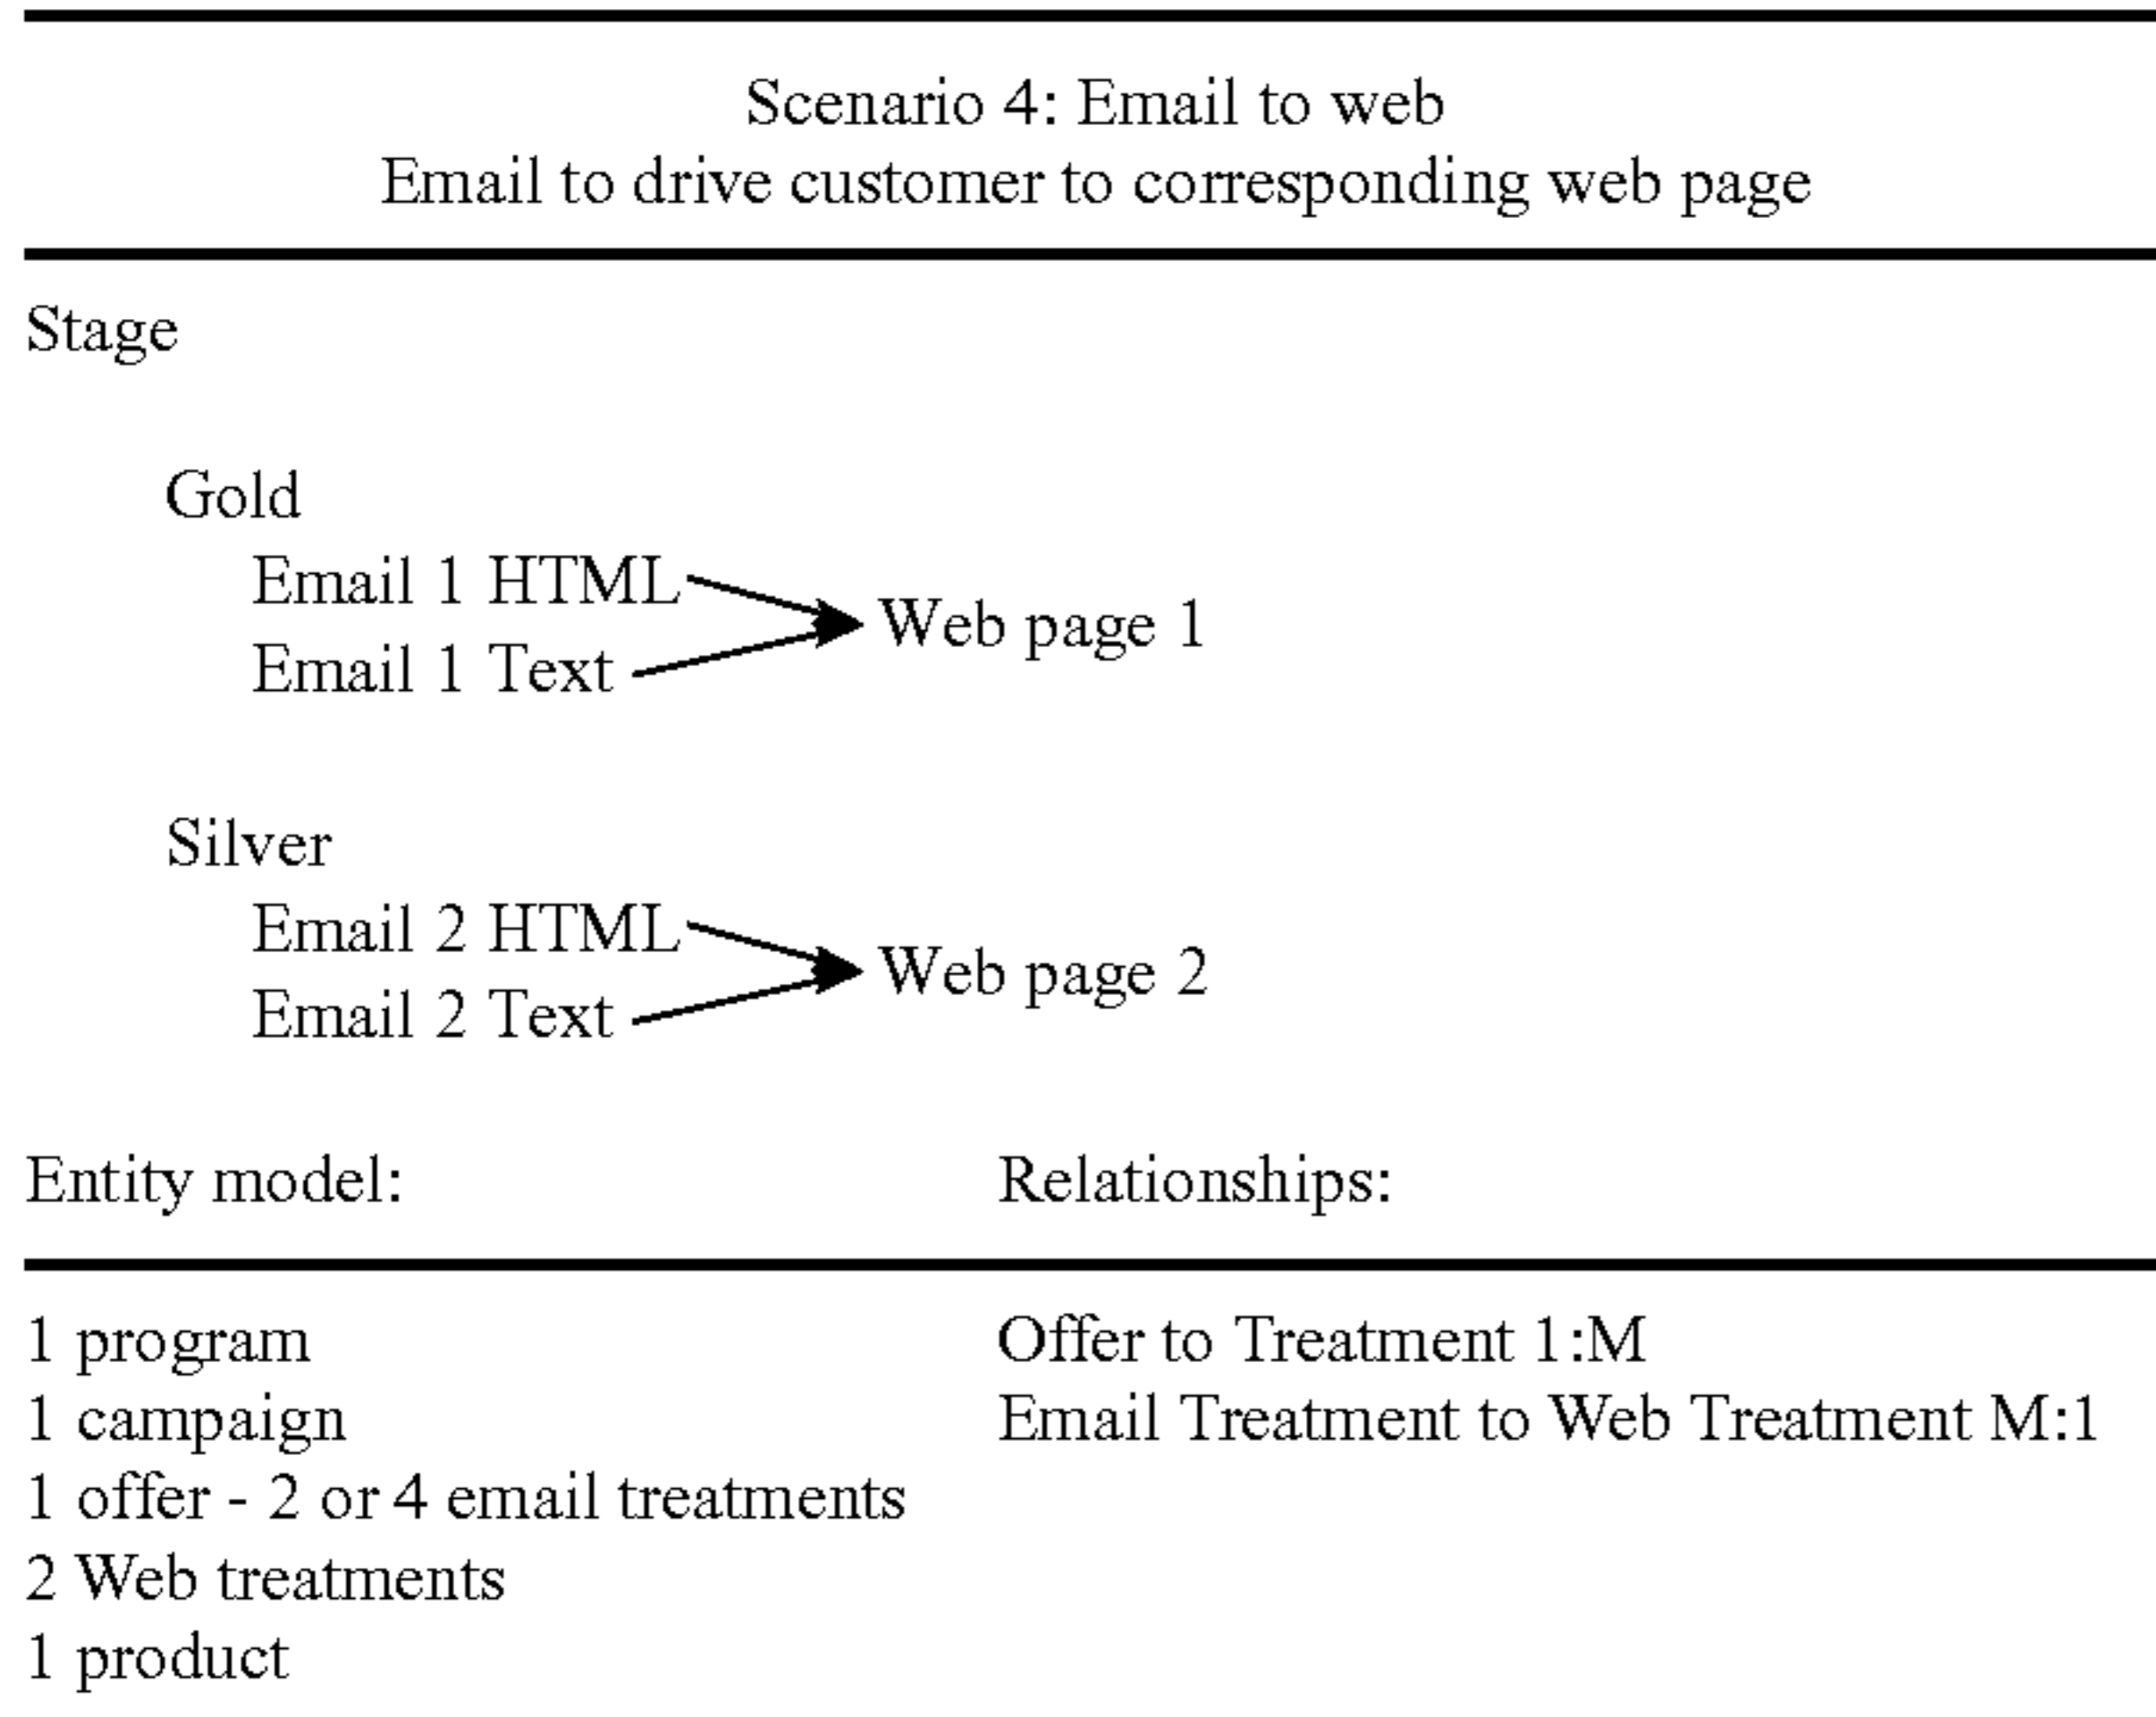 Scenario 4: Email to web
Email to drive customer to corresponding web page
Stage
Gold
Email 1 HTML
Email 1 Text
Web page 1
Silver
Email 2 HTML
Email 2 Text
Web page 2
Entity model:
Relationships:
1 program
Offer to Treatment 1:M
1 campaign
Email Treatment to Web Treatment M:1
1 offer - 2 or 4 email treatments
2 Web treatments
1 product